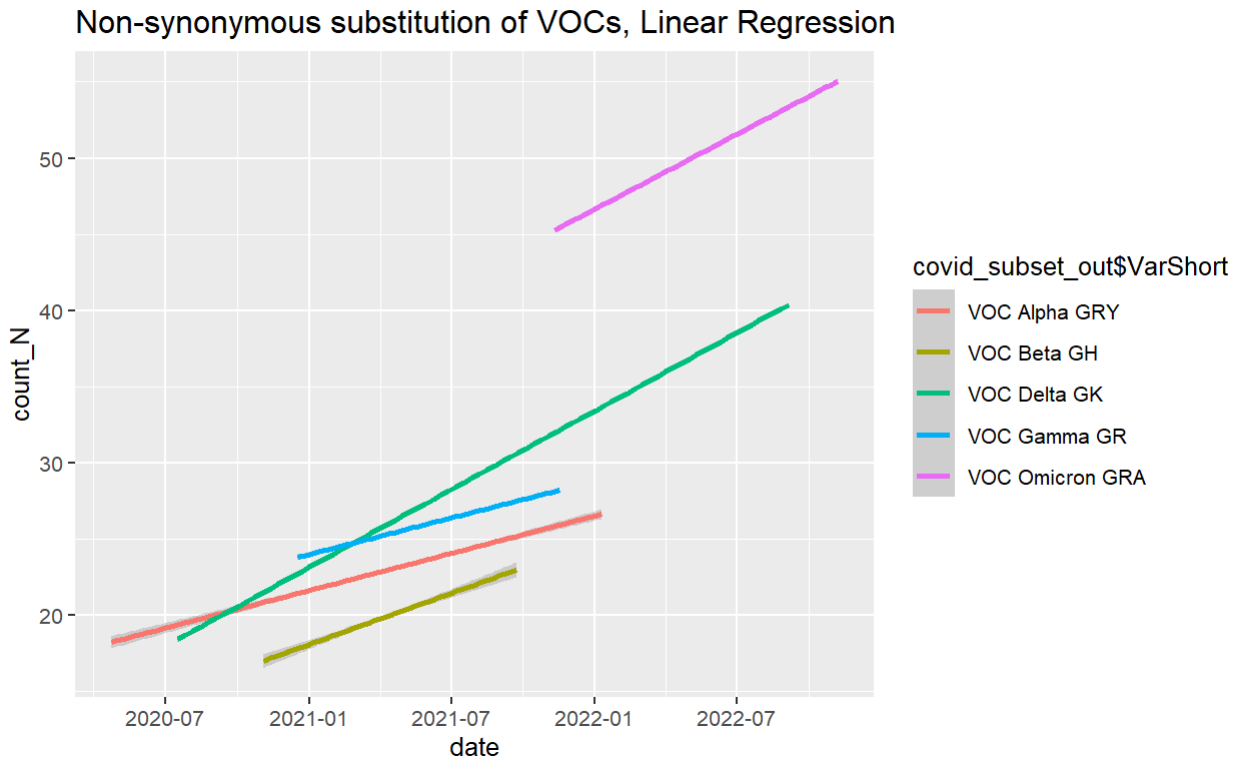 Non-synonymous substitution of VOCs, Linear Regression
count_N
50
40
30
20
2020-07 2021-01 2021-07 2022-01 2022-07
date
covid_subset_out$VarShort
VOC Alpha GRY
VOC Beta GH
VOC Delta GK
VOC Gamma GR
VOC Omicron GRA